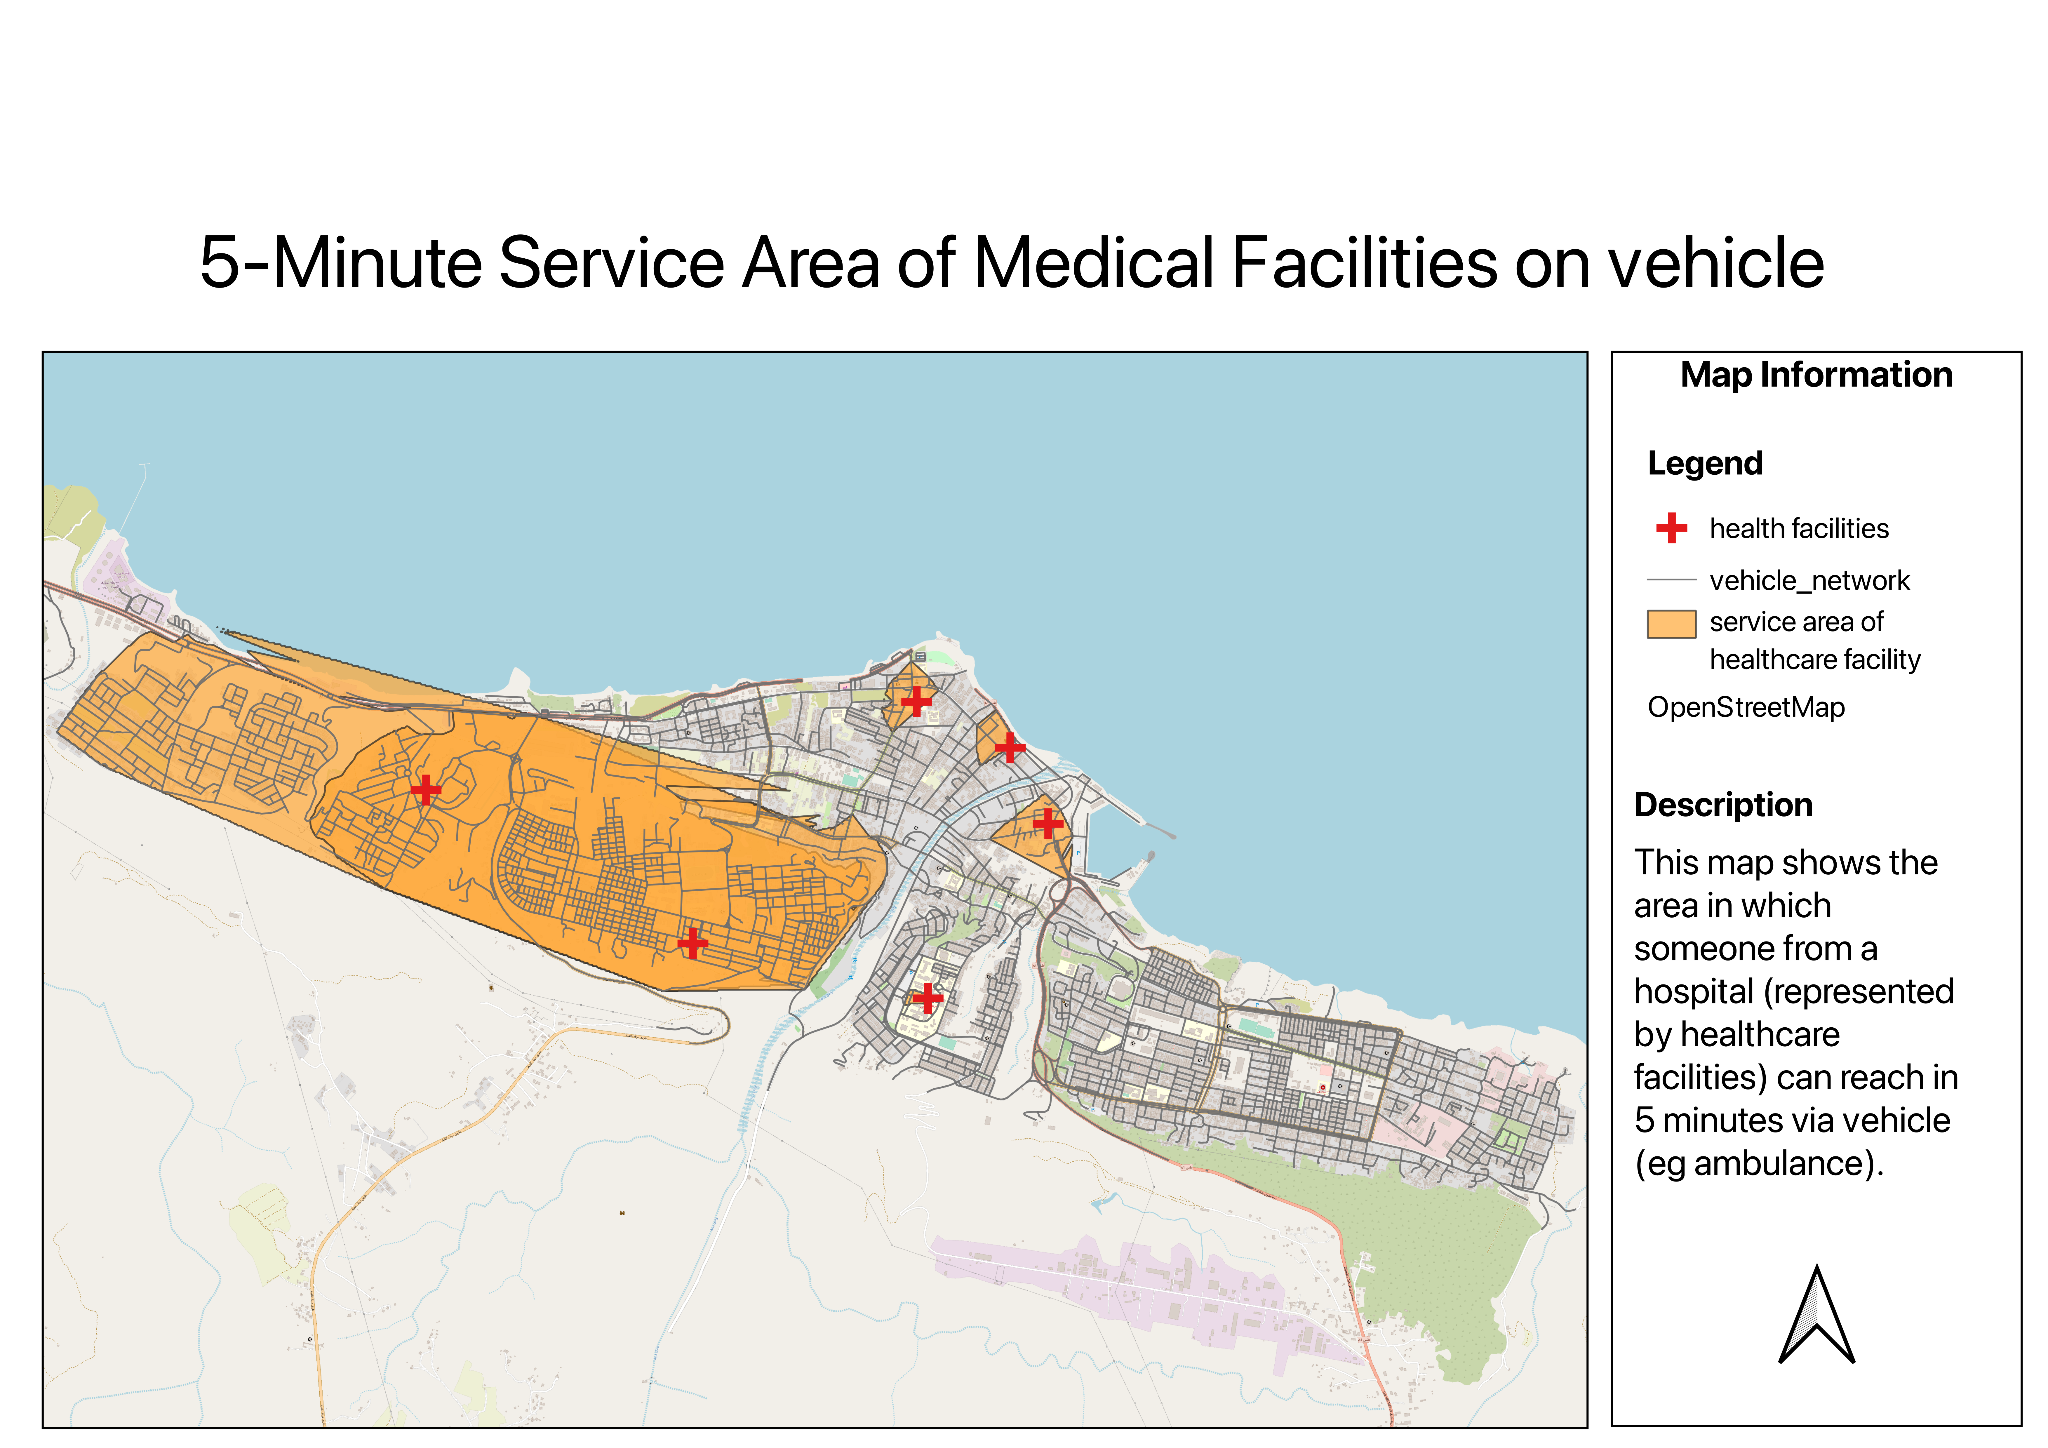 5-Minute Service Area of Medical Facilities on vehicle
Map Information
Legend
health facilities
vehicle_network
service area of
healthcare facility
OpenStreetMap
Description
This map shows the
area in which
someone from a
hospital (represented
by healthcare
facilities) can reach in
5 minutes via vehicle
(eg ambulance).